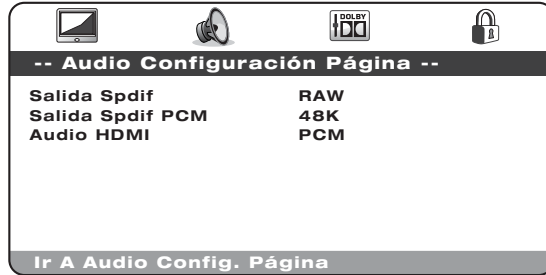 DOLBY
-- Audio Configuración Página --
Salida Spdif RAW
Salida Spdif PCM 48K
Audio HDMI PCM
Ir A Audio Config. Página